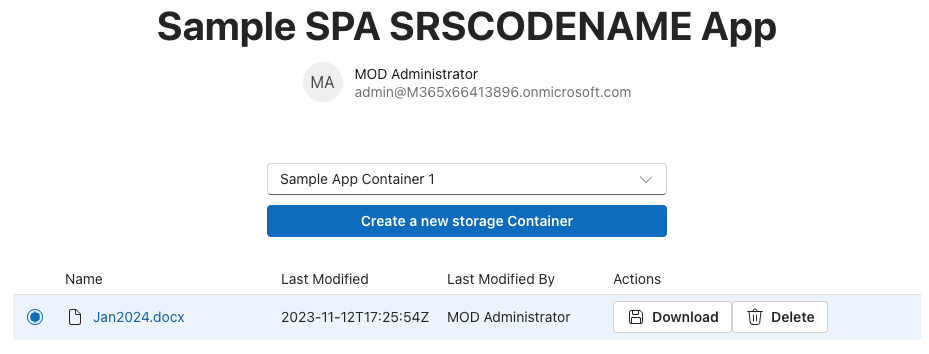 Sample SPA SRSCODENAME App
MA
MOD Administrator
admin@M365x66413896.onmicrosoft.com
Sample App Container 1
Create a new storage Container
Name Last Modified Last Modified By Actions
Jan2024.docx 2023-11-12T17:25:54Z MOD Administrator Download Delete